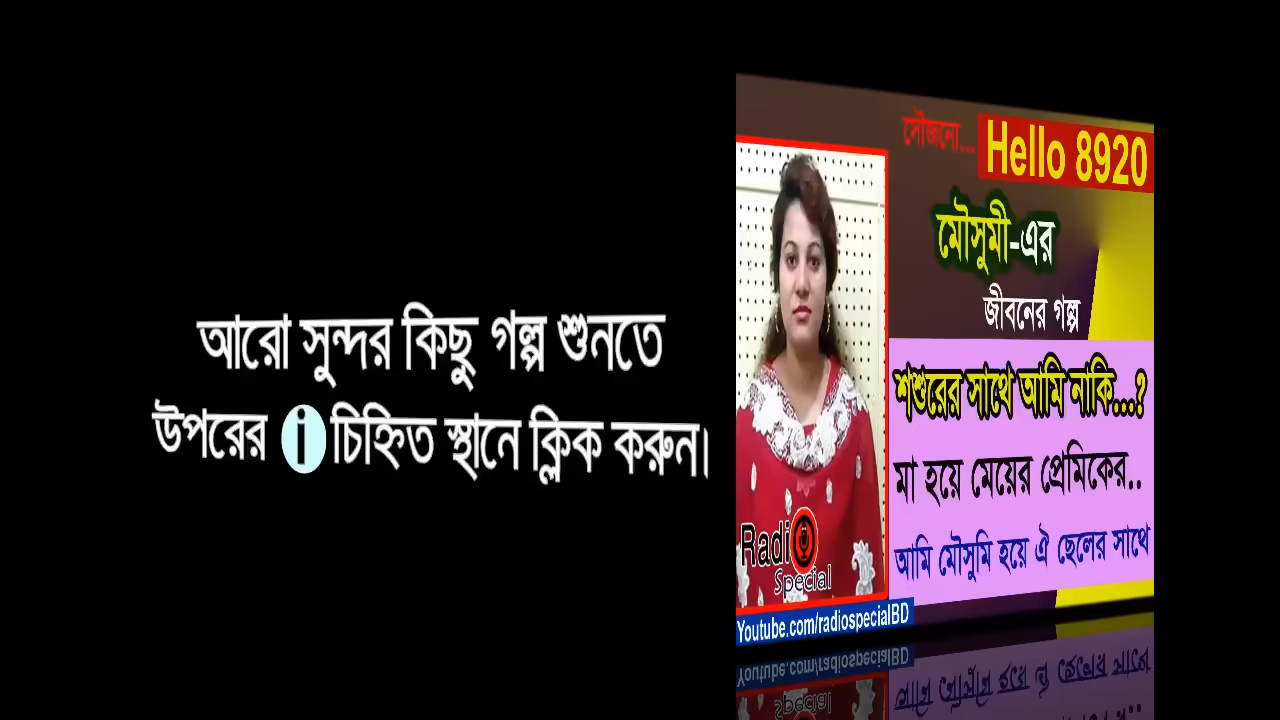 আরো সুন্দর কিছু গল্প শুনতে
উপরের i চিহ্নিত স্থানে ক্লিক করুন।
সৌজন্যে...
Hello 8920
মৌসুমী-এর
জীবনের গল্প
শশুরের সাথে আমি নাকি...?
মা হয়ে মেয়ের প্রেমিকের..
আমি মৌসুমি হয়ে ঐ ছেলের সাথে
Radio
Special
Youtube.com/radiospecialBD